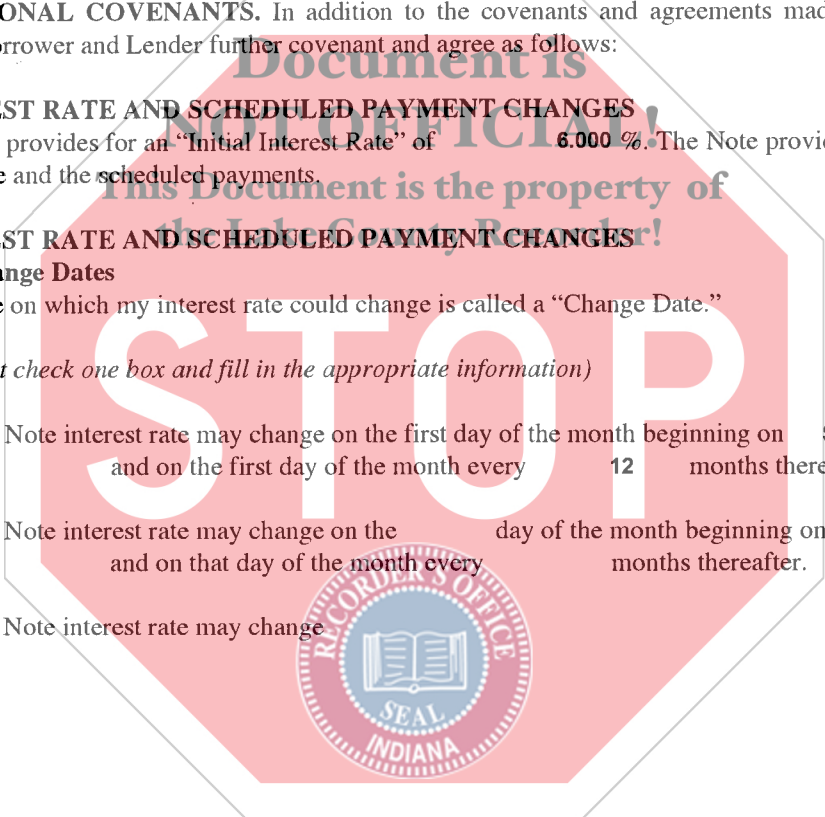 ONAL COVENANTS. In addition to the covenants and agreements mad
rrower and Lender further covenant and agree as follows:
Document is
EST RATE AND SCHEDULED PAYMENT CHANGES
NOT OFFICIAL!
provides for an “Initial Interest Rate” of 6.000 %. The Note provid
e and the scheduled payments.
This Document is the property of
the Lake County Recorder!
EST RATE AND SCHEDULED PAYMENT CHANGES
ange Dates
e on which my interest rate could change is called a “Change Date.”
STOP
t check one box and fill in the appropriate information)
Note interest rate may change on the first day of the month beginning on
and on the first day of the month every 12 months there
Note interest rate may change on the day of the month beginning on
and on that day of the month every months thereafter.
Note interest rate may change
RECORDER'S OFFICE
SEAL
INDIANA